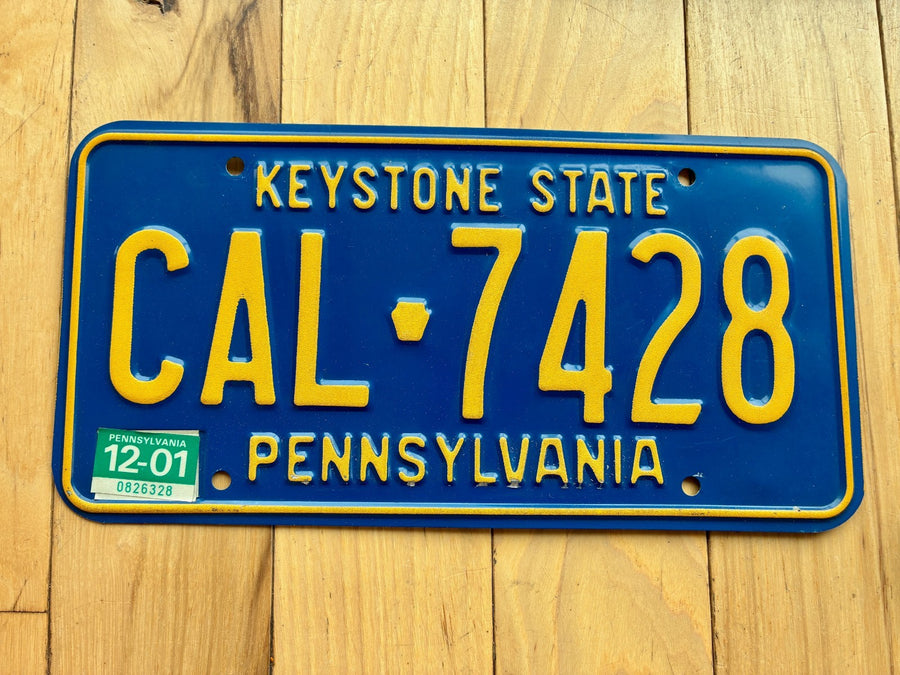 KEYSTONE STATE
CAL 7428
PENNSYLVANIA
PENNSYLVANIA
12-01
0826328